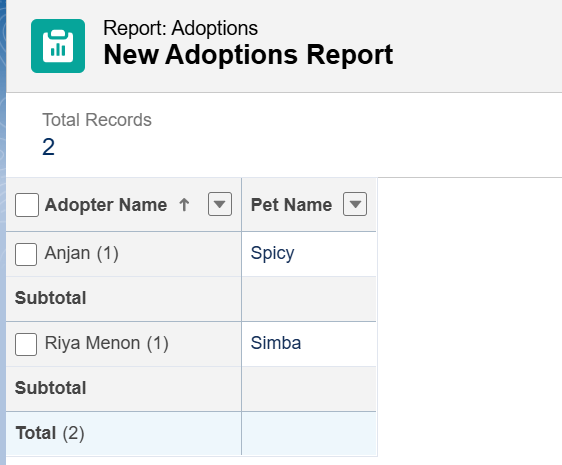 Report: Adoptions
New Adoptions Report
Total Records
2
Adopter Name ↑ Pet Name
Anjan (1) Spicy
Subtotal
Riya Menon (1) Simba
Subtotal
Total (2)